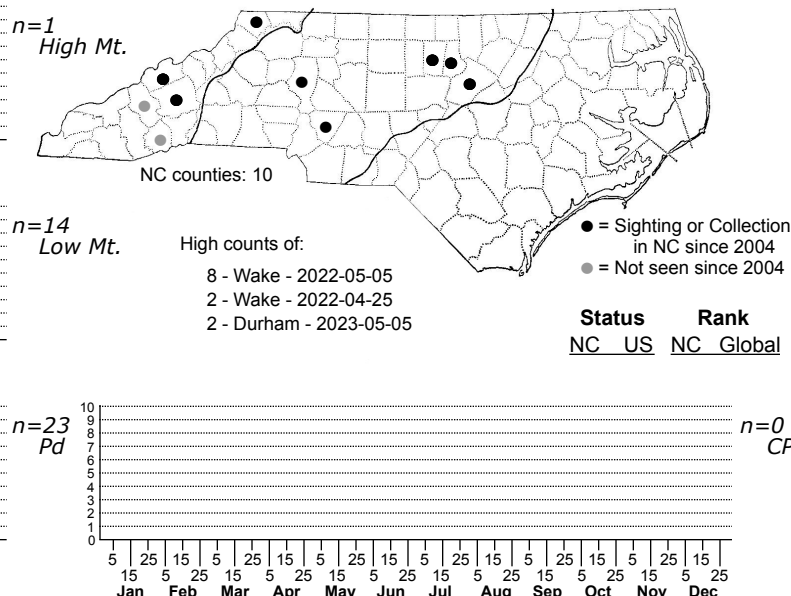 n=1
High Mt.
NC counties: 10
n=14
Low Mt.
High counts of:
8 - Wake - 2022-05-05
2 - Wake - 2022-04-25
2 - Durham - 2023-05-05
● = Sighting or Collection
in NC since 2004
● = Not seen since 2004
Status Rank
NC US NC Global
n=23
Pd
n=0
CP
10
9
8
7
6
5
4
3
2
1
0
5 25 15 5 25 15 5 25 15 5 25 15 5 25 15 5 25 15
15 5 25 15 5 25 15 5 25 15 5 25 15 5 25 15 5 25
Jan Feb Mar Apr May Jun Jul Aug Sep Oct Nov Dec